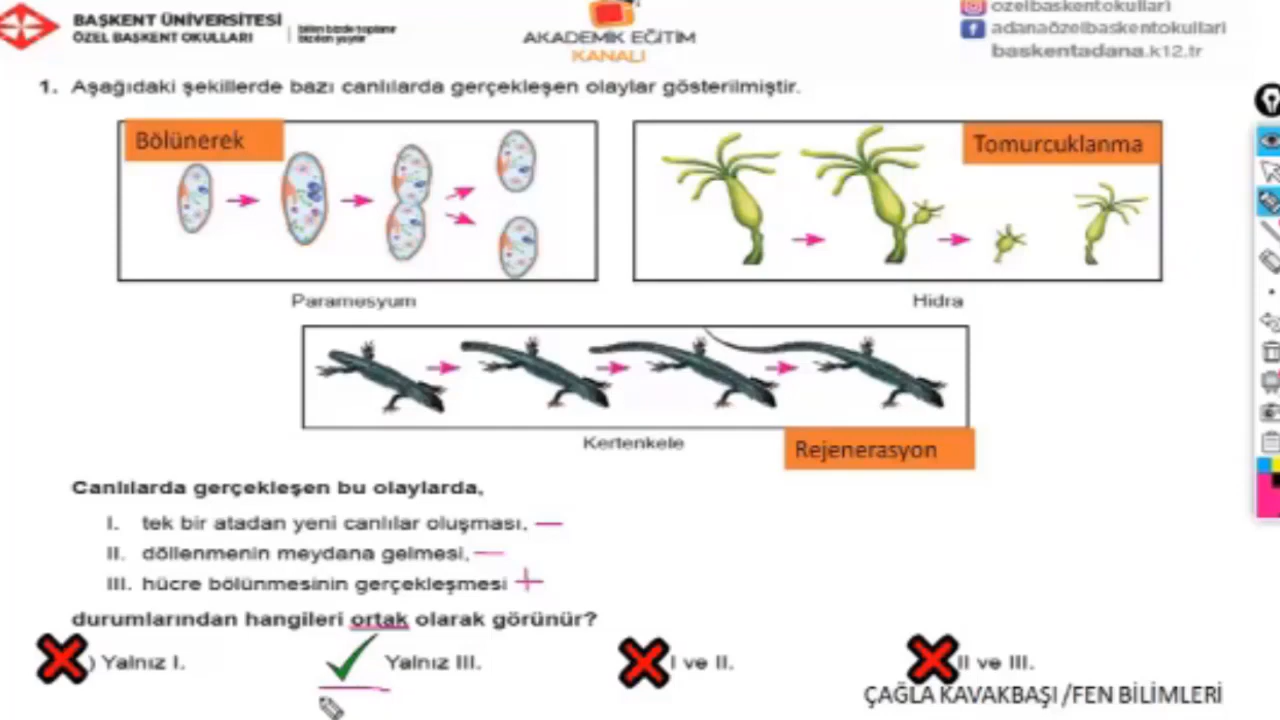 BAŞKENT ÜNİVERSİTESİ
ÖZEL BAŞKENT OKULLARI
AKADEMİK EĞİTİM
KANALI
ozelbaskentokullari
adanaözelbaskentokullari
baskentadana.k12.tr
1. Aşağıdaki şekillerde bazı canlılarda gerçekleşen olaylar gösterilmiştir.
Bölünerek
Tomurcuklanma
Paramesyum
Hidra
Kertenkele
Rejenerasyon
Canlılarda gerçekleşen bu olaylarda,
I. tek bir atadan yeni canlılar oluşması,
II. döllenmenin meydana gelmesi,
III. hücre bölünmesinin gerçekleşmesi
durumlarından hangileri ortak olarak görünür?
) Yalnız I.
Yalnız III.
I ve II.
II ve III.
ÇAĞLA KAVAKBAŞI /FEN BİLİMLERİ